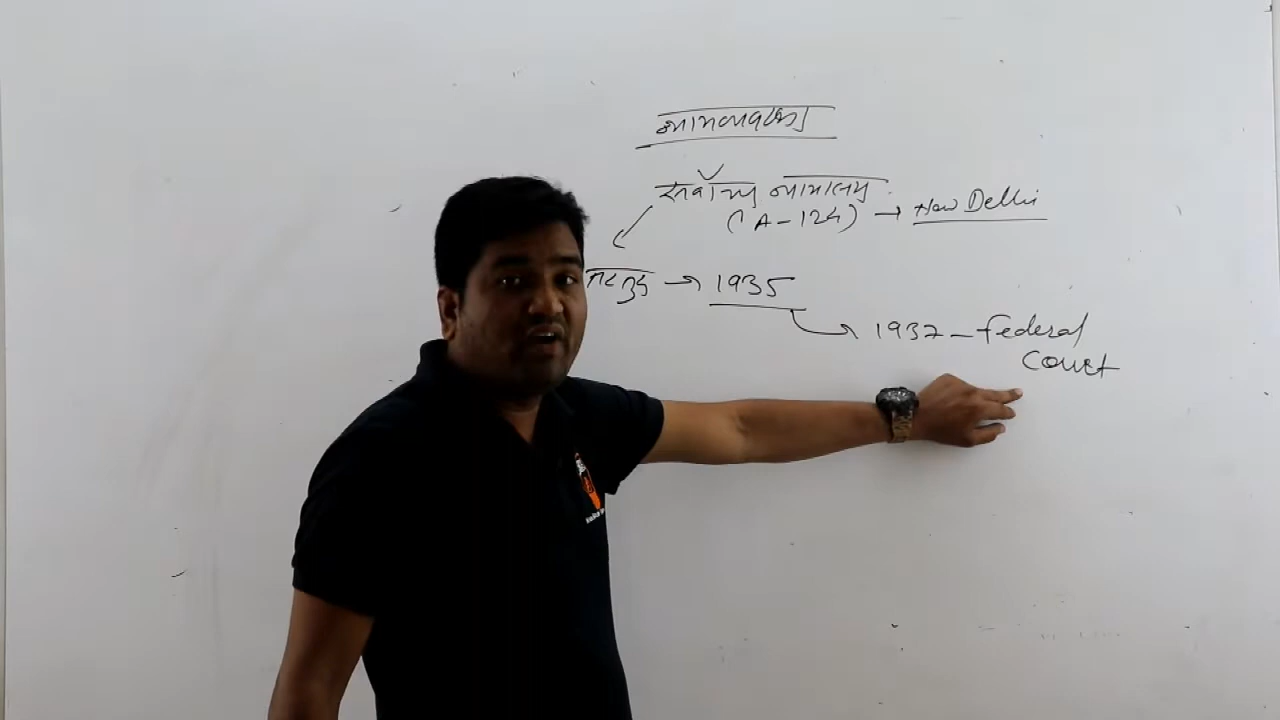 न्यायपालिका
सर्वोच्च न्यायालय
(A-124) → New Delhi
→ 1935
1937 - Federal
Court